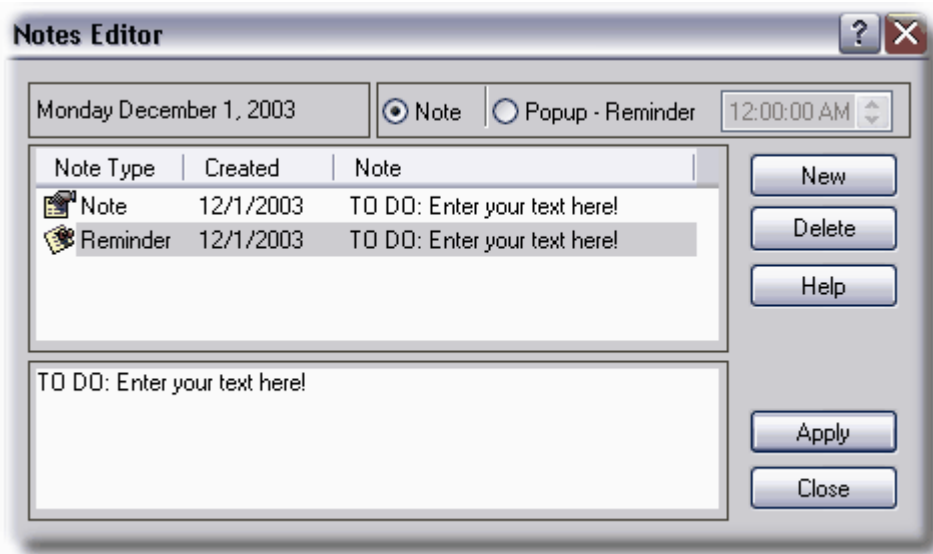 Notes Editor
?
Monday December 1, 2003
Note
Popup - Reminder
12:00:00 AM
Note Type Created Note
Note 12/1/2003 TO DO: Enter your text here!
Reminder 12/1/2003 TO DO: Enter your text here!
New
Delete
Help
TO DO: Enter your text here!
Apply
Close